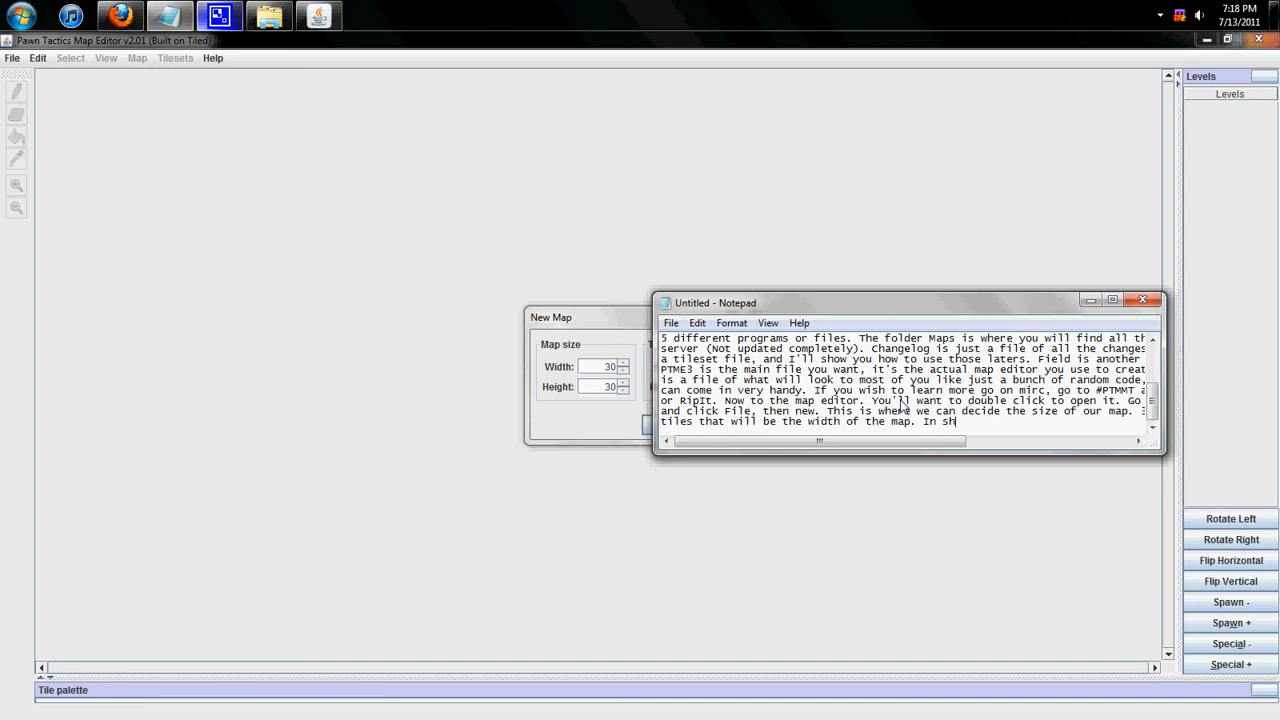 7:18 PM
7/13/2011
Pawn Tactics Map Editor v2.01 (Built on Tiled)
File Edit Select View Map Tilesets Help
Levels
Levels
New Map
Map size
Width: 30
Height: 30
Untitled - Notepad
File Edit Format View Help
5 different programs or files. The folder Maps is where you will find all th
server (Not updated completely). Changelog is just a file of all the changes
a tileset file, and I'll show you how to use those laters. Field is another
PTME3 is the main file you want, it's the actual map editor you use to creat
is a file of what will look to most of you like just a bunch of random code,
can come in very handy. If you wish to learn more go on mirc, go to #PTMMT
or RipIt. Now to the map editor. You'll want to double click to open it. Go
and click File, then new. This is where we can decide the size of our map.
tiles that will be the width of the map. In sh
Rotate Left
Rotate Right
Flip Horizontal
Flip Vertical
Spawn -
Spawn +
Special -
Special +
Tile palette